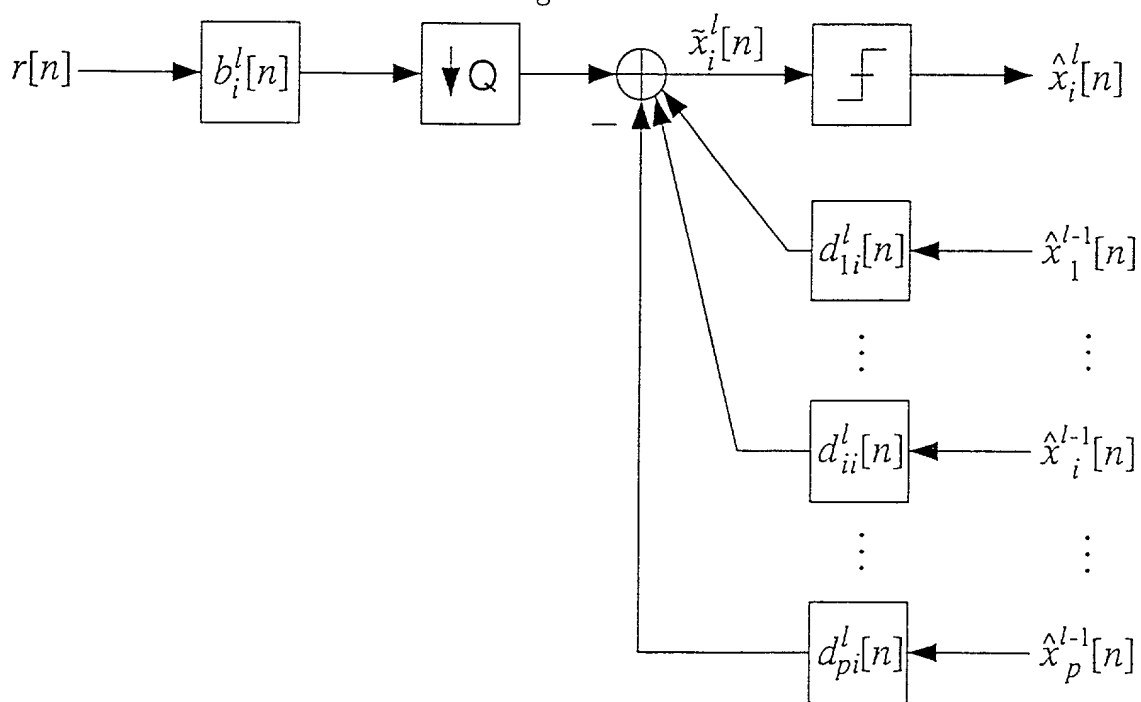 r[n]
b_i^l[n]
↓Q
–
x̃_i^l[n]
x̂_i^l[n]
d_{1i}^l[n]
x̂_1^{l-1}[n]
⋮ ⋮
d_{ii}^l[n]
x̂_i^{l-1}[n]
⋮ ⋮
d_{pi}^l[n]
x̂_p^{l-1}[n]